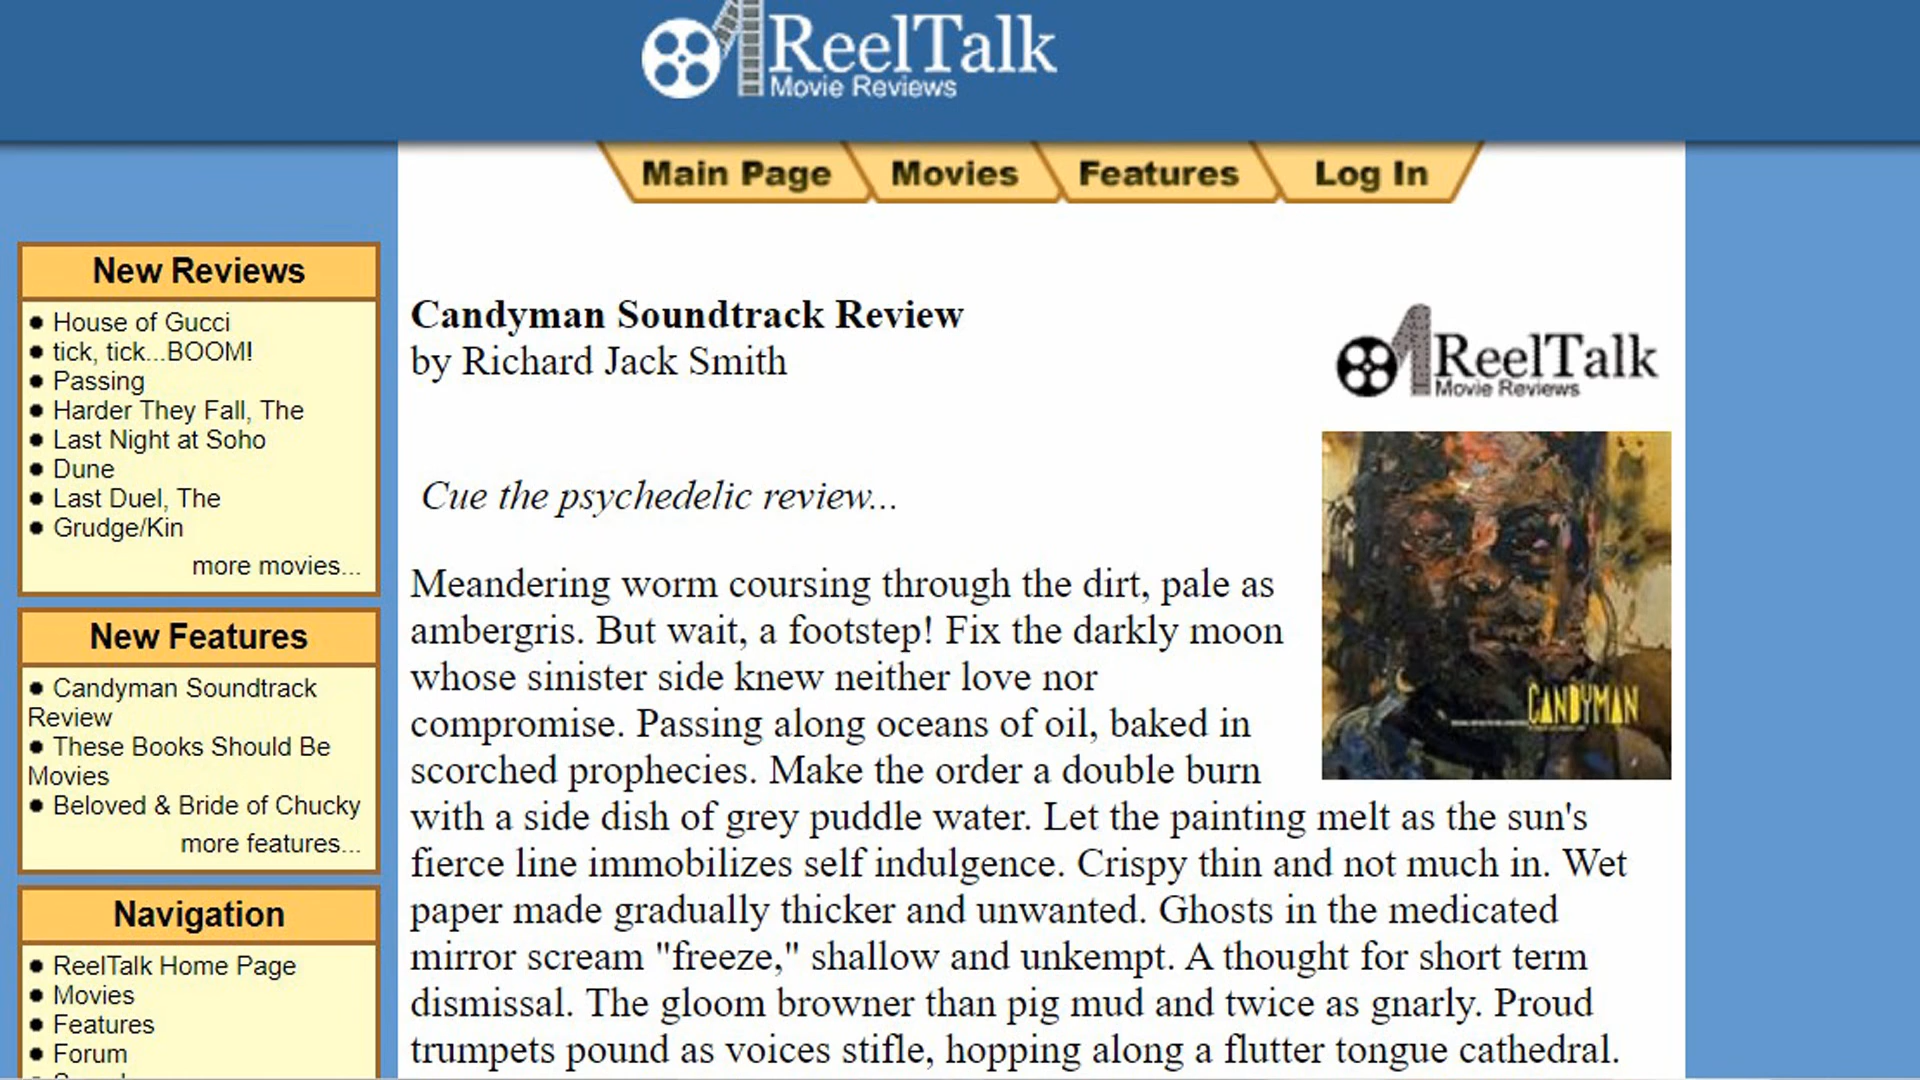 ReelTalk
Movie Reviews
Main Page
Movies
Features
Log In
New Reviews
House of Gucci
tick, tick...BOOM!
Passing
Harder They Fall, The
Last Night at Soho
Dune
Last Duel, The
Grudge/Kin
more movies...
New Features
Candyman Soundtrack
Review
These Books Should Be
Movies
Beloved & Bride of Chucky
more features...
Navigation
ReelTalk Home Page
Movies
Features
Forum
Candyman Soundtrack Review
by Richard Jack Smith
ReelTalk
Movie Reviews
Cue the psychedelic review...
CANDYMAN
Meandering worm coursing through the dirt, pale as
ambergris. But wait, a footstep! Fix the darkly moon
whose sinister side knew neither love nor
compromise. Passing along oceans of oil, baked in
scorched prophecies. Make the order a double burn
with a side dish of grey puddle water. Let the painting melt as the sun's
fierce line immobilizes self indulgence. Crispy thin and not much in. Wet
paper made gradually thicker and unwanted. Ghosts in the medicated
mirror scream "freeze," shallow and unkempt. A thought for short term
dismissal. The gloom browner than pig mud and twice as gnarly. Proud
trumpets pound as voices stifle, hopping along a flutter tongue cathedral.